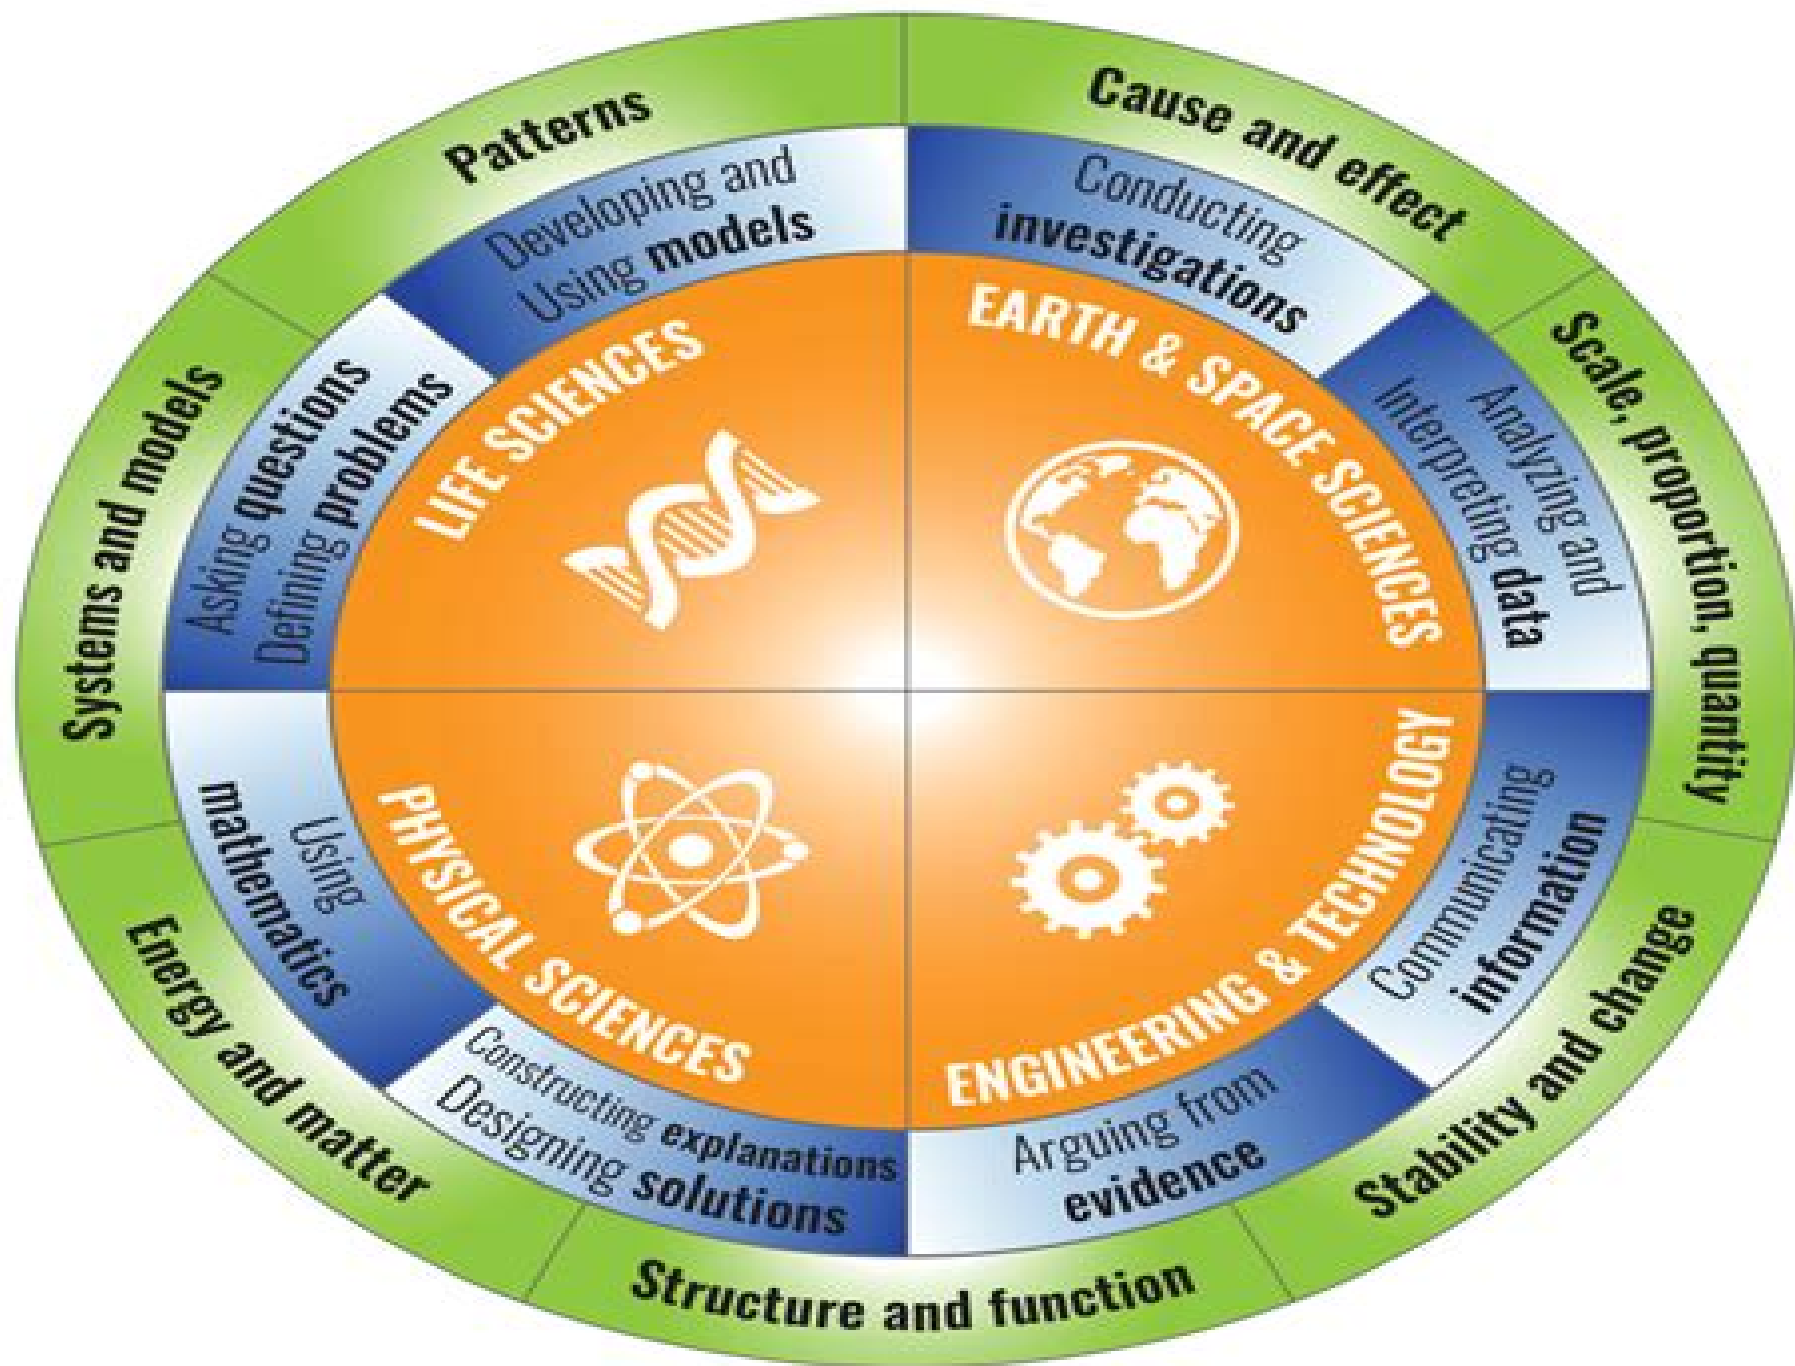 Patterns
Cause and effect
Scale, proportion, quantity
Stability and change
Structure and function
Energy and matter
Systems and models
Developing and
Using models
Conducting
investigations
Analyzing and
Interpreting data
Communicating
information
Arguing from
evidence
Constructing explanations
Designing solutions
Using
mathematics
Asking questions
Defining problems
LIFE SCIENCES
EARTH & SPACE SCIENCES
ENGINEERING & TECHNOLOGY
PHYSICAL SCIENCES